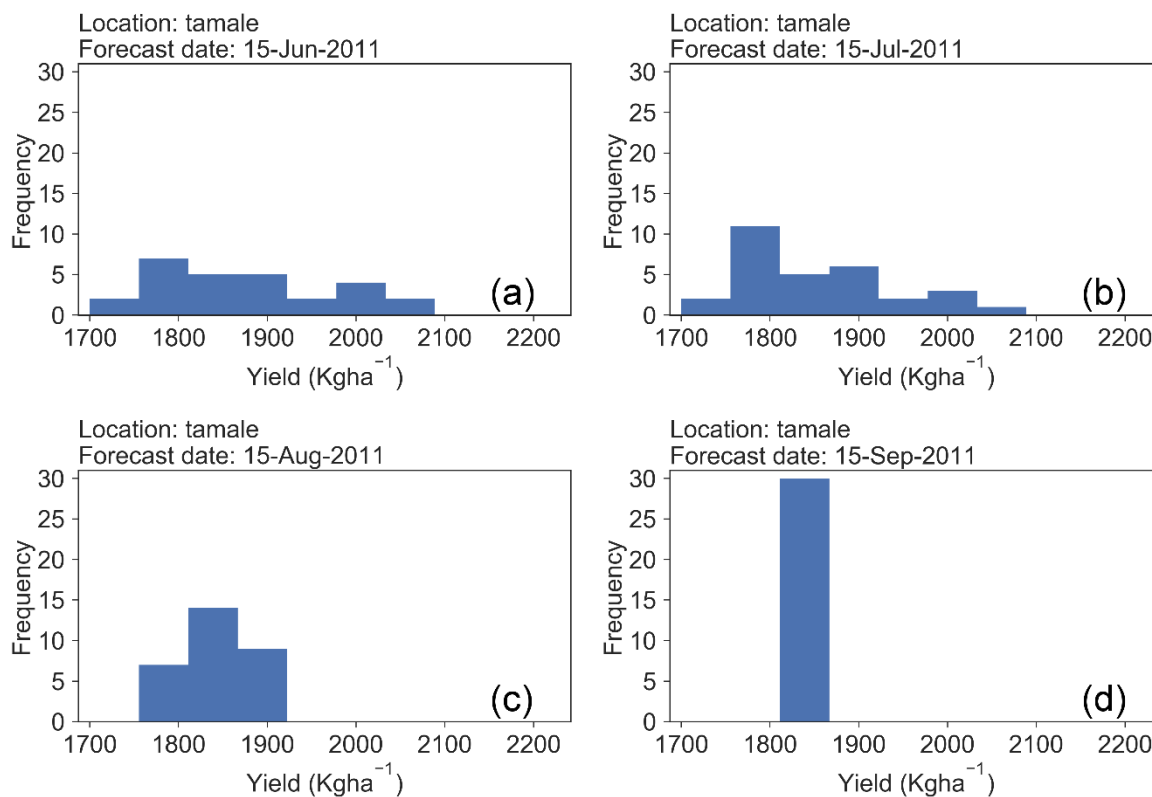 Location: tamale
Forecast date: 15-Jun-2011
30
25
20
15
10
5
0
Frequency
(a)
1700 1800 1900 2000 2100 2200
Yield (Kgha⁻¹)
Location: tamale
Forecast date: 15-Jul-2011
30
25
20
15
10
5
0
Frequency
(b)
1700 1800 1900 2000 2100 2200
Yield (Kgha⁻¹)
Location: tamale
Forecast date: 15-Aug-2011
30
25
20
15
10
5
0
Frequency
(c)
1700 1800 1900 2000 2100 2200
Yield (Kgha⁻¹)
Location: tamale
Forecast date: 15-Sep-2011
30
25
20
15
10
5
0
Frequency
(d)
1700 1800 1900 2000 2100 2200
Yield (Kgha⁻¹)